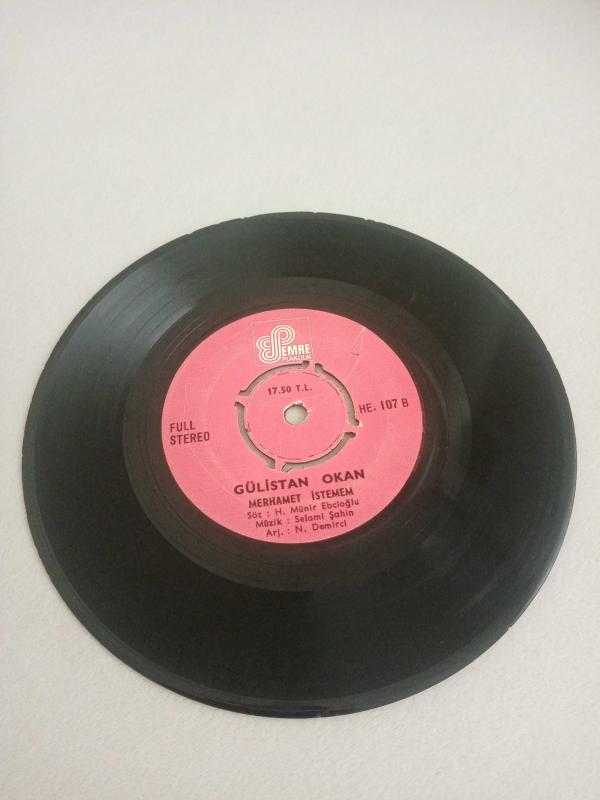 EMRE
PLAKÇILIK
17.50 T.L.
HE. 107 B
FULL
STEREO
GÜLİSTAN OKAN
MERHAMET İSTEMEM
Söz : H. Münir Ebcioğlu
Müzik : Selami Şahin
Arj. : N. Demirci